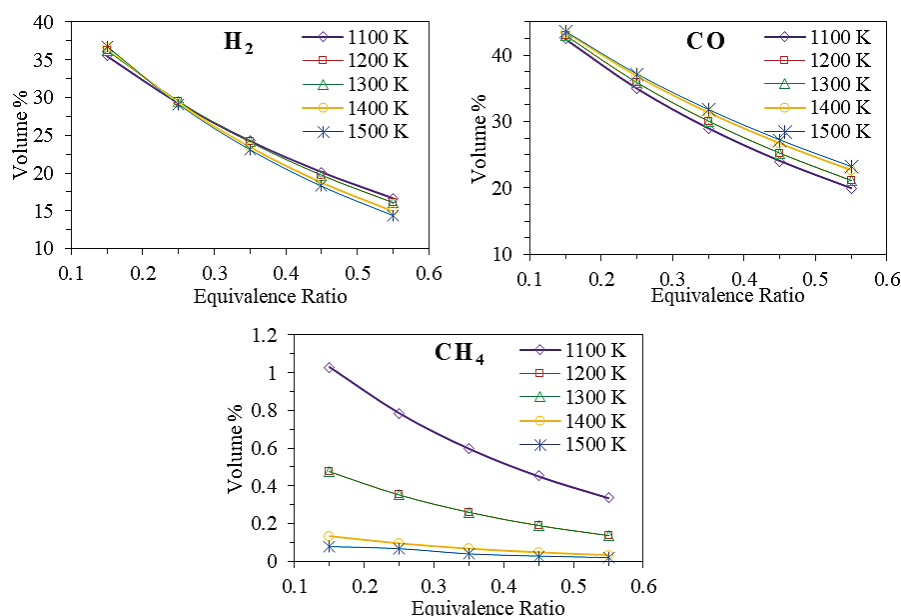 H₂
40
35
30
25
20
15
10
Volume %
0.1 0.2 0.3 0.4 0.5 0.6
Equivalence Ratio
1100 K
1200 K
1300 K
1400 K
1500 K
CO
40
30
20
10
Volume %
0.1 0.2 0.3 0.4 0.5 0.6
Equivalence Ratio
1100 K
1200 K
1300 K
1400 K
1500 K
CH₄
1.2
1
0.8
0.6
0.4
0.2
0
Volume %
0.1 0.2 0.3 0.4 0.5 0.6
Equivalence Ratio
1100 K
1200 K
1300 K
1400 K
1500 K